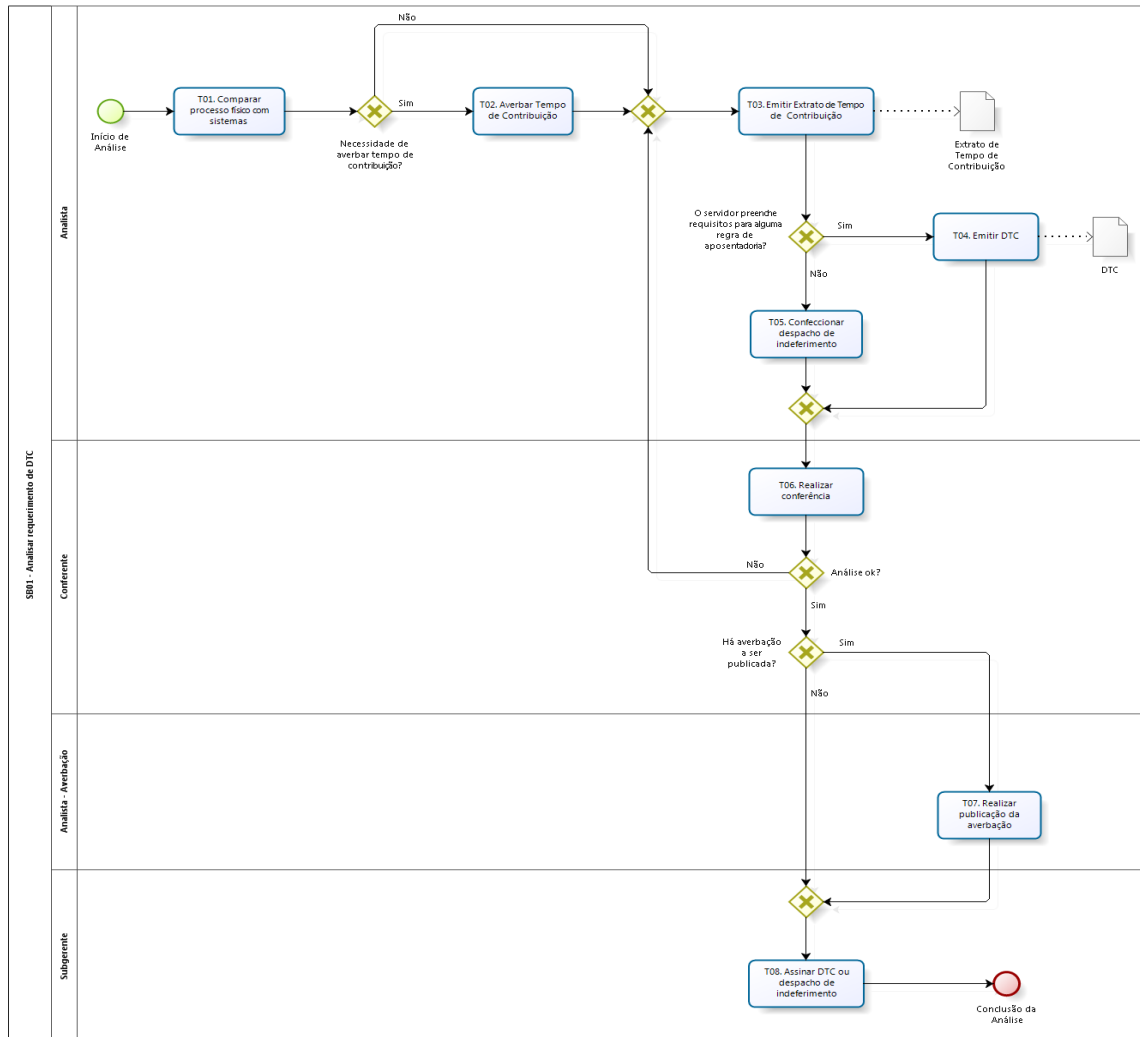 SB01 - Analisar requerimento de DTC
Analista
Não
Início de
Análise
T01. Comparar
processo físico com
sistemas
Necessidade de
averbar tempo de
contribuição?
Sim
T02. Averbar Tempo
de Contribuição
T03. Emitir Extrato de Tempo
de Contribuição
Extrato de
Tempo de
Contribuição
O servidor preenche
requisitos para alguma
regra de
aposentadoria?
Sim
T04. Emitir DTC
DTC
Não
T05. Confeccionar
despacho de
indeferimento
Conferente
T06. Realizar
conferência
Não
Análise ok?
Sim
Há averbação
a ser
publicada?
Sim
Não
Analista - Averbação
T07. Realizar
publicação da
averbação
Subgerente
T08. Assinar DTC ou
despacho de
indeferimento
Conclusão da
Análise